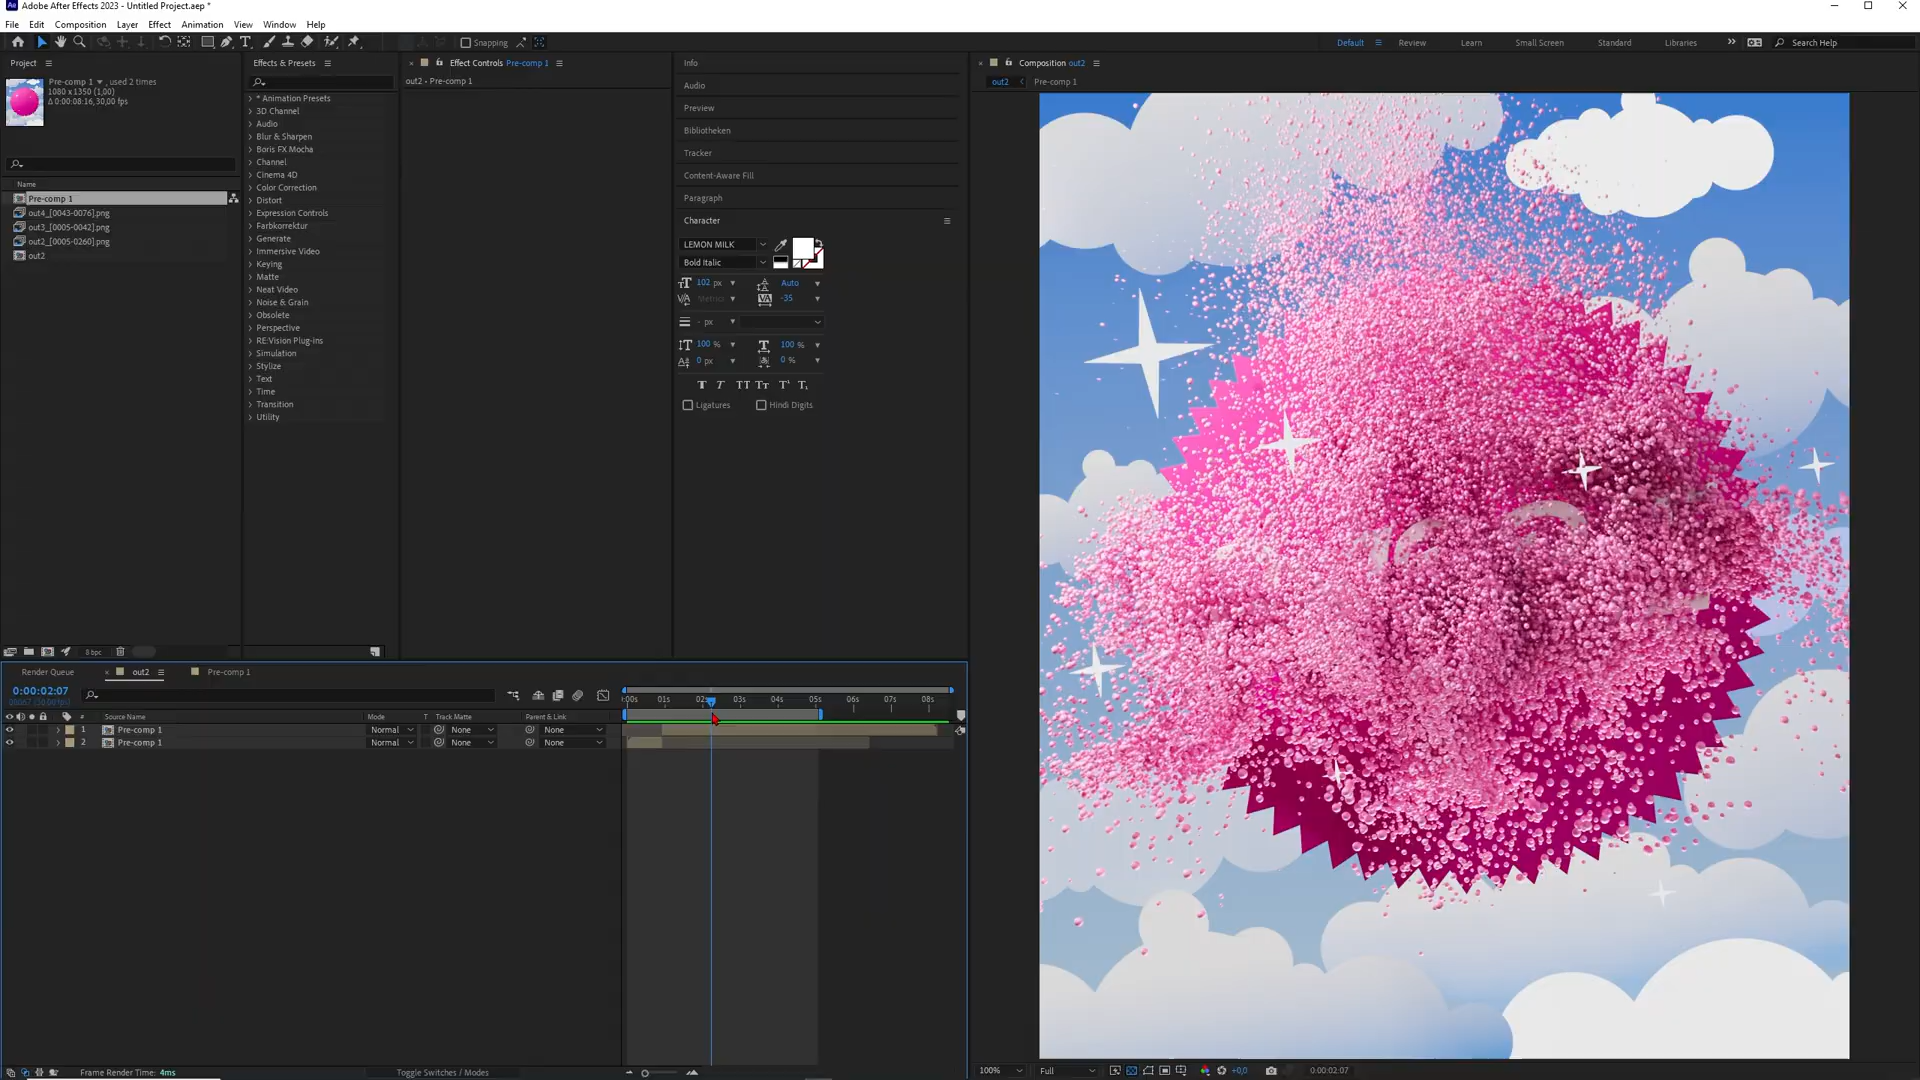 Adobe After Effects 2023 - Untitled Project.aep *
File Edit Composition Layer Effect Animation View Window Help
Snapping
Default Review Learn Small Screen Standard Libraries Search Help
Project
Pre-comp 1 , used 2 times
1080 x 1350 (1,00)
Δ 0:00:08:16, 30,00 fps
Name
Pre-comp 1
out4_[0043-0076].png
out3_[0005-0042].png
out2_[0005-0260].png
out2
8 bpc
Effects & Presets
* Animation Presets
3D Channel
Audio
Blur & Sharpen
Boris FX Mocha
Channel
Cinema 4D
Color Correction
Distort
Expression Controls
Farbkorrektur
Generate
Immersive Video
Keying
Matte
Neat Video
Noise & Grain
Obsolete
Perspective
RE:Vision Plug-ins
Simulation
Stylize
Text
Time
Transition
Utility
Effect Controls Pre-comp 1
out2 • Pre-comp 1
Info
Audio
Preview
Bibliotheken
Tracker
Content-Aware Fill
Paragraph
Character
LEMON MILK
Bold Italic
102 px Auto
Metrics -35
- px
100 % 100 %
0 px 0 %
Ligatures Hindi Digits
Composition out2
out2 Pre-comp 1
Render Queue out2 Pre-comp 1
0:00:02:07
00067 (30.00 fps)
:00s 01s 02s 03s 04s 05s 06s 07s 08s
# Source Name Mode T Track Matte Parent & Link
1 Pre-comp 1 Normal None None
2 Pre-comp 1 Normal None None
Frame Render Time: 4ms
Toggle Switches / Modes
100% Full +0,0 0:00:02:07